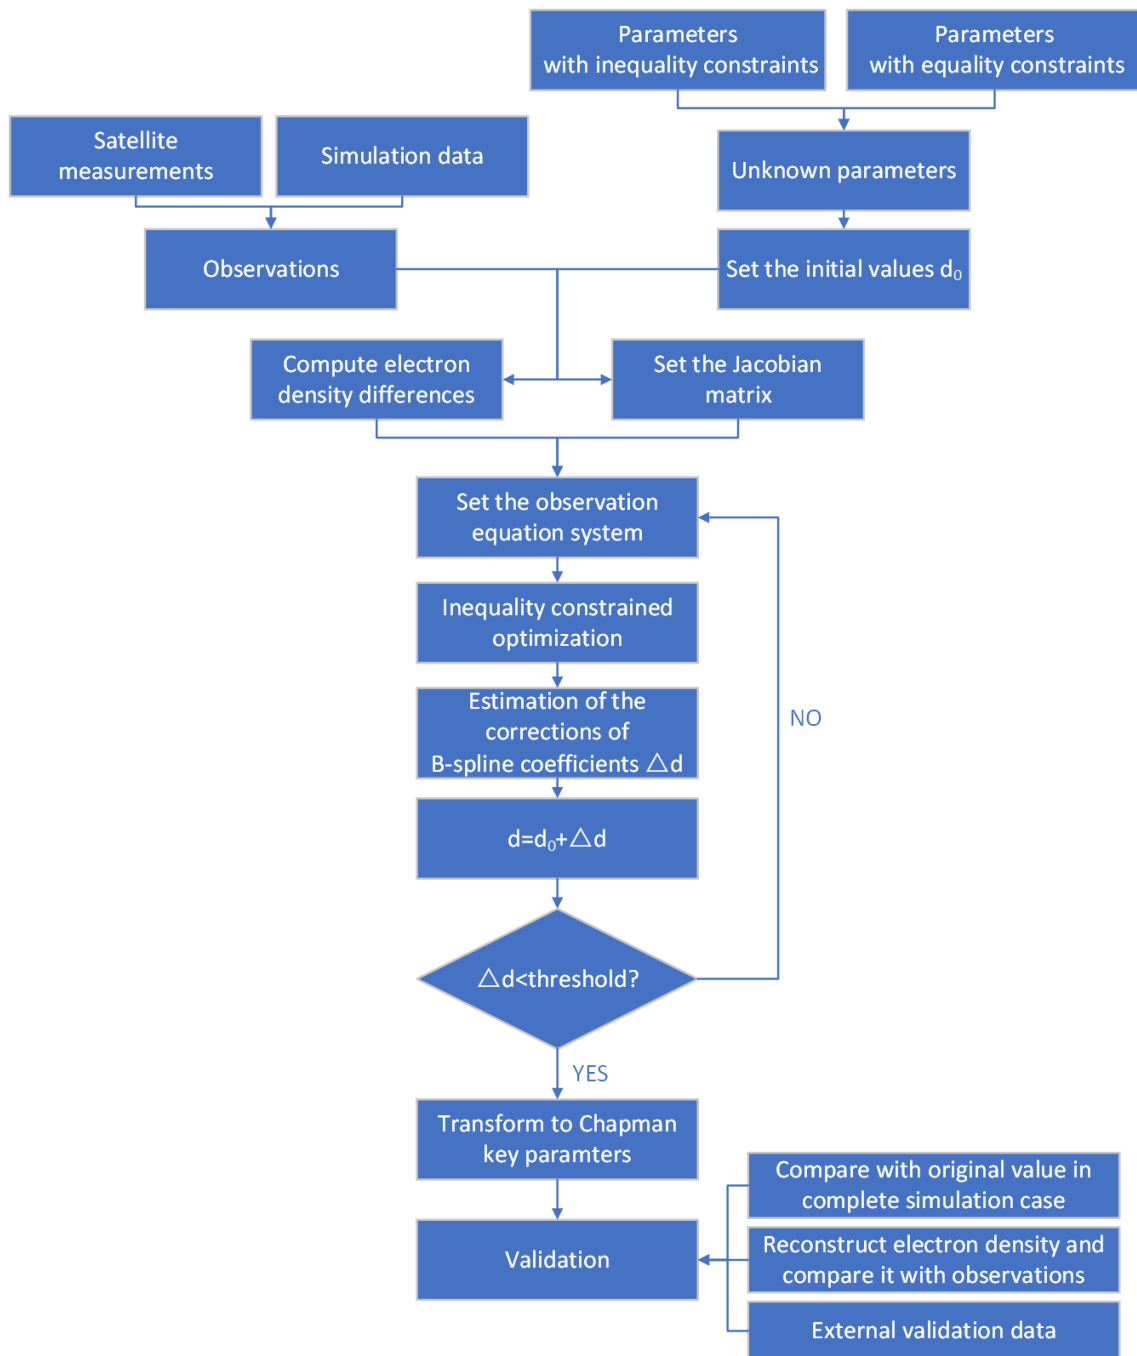 Parameters
with inequality constraints
Parameters
with equality constraints
Satellite
measurements
Simulation data
Unknown parameters
Observations
Set the initial values d₀
Compute electron
density differences
Set the Jacobian
matrix
Set the observation
equation system
Inequality constrained
optimization
Estimation of the
corrections of
B-spline coefficients △d
NO
d=d₀+△d
△d<threshold?
YES
Transform to Chapman
key paramters
Compare with original value in
complete simulation case
Validation
Reconstruct electron density and
compare it with observations
External validation data